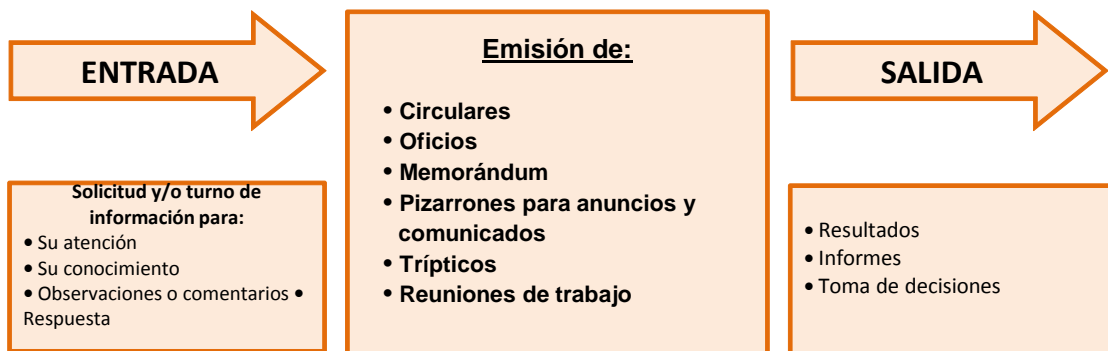 ENTRADA
Solicitud y/o turno de
información para:
• Su atención
• Su conocimiento
• Observaciones o comentarios •
Respuesta
Emisión de:
• Circulares
• Oficios
• Memorándum
• Pizarrones para anuncios y
comunicados
• Trípticos
• Reuniones de trabajo
SALIDA
• Resultados
• Informes
• Toma de decisiones